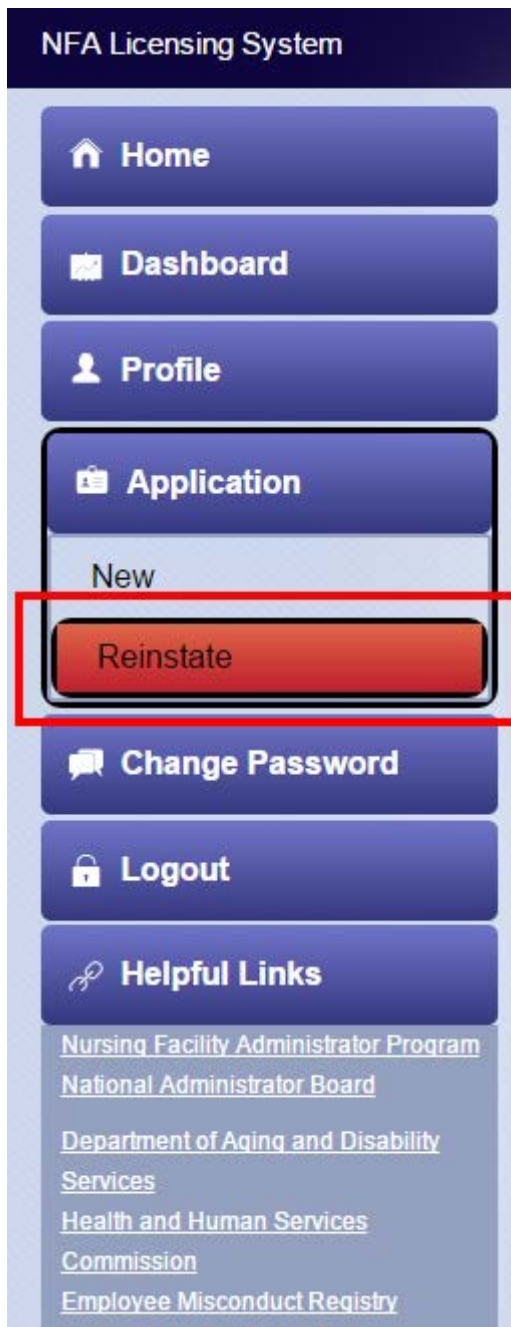 NFA Licensing System
Home
Dashboard
Profile
Application
New
Reinstate
Change Password
Logout
Helpful Links
Nursing Facility Administrator Program
National Administrator Board
Department of Aging and Disability
Services
Health and Human Services
Commission
Employee Misconduct Registry